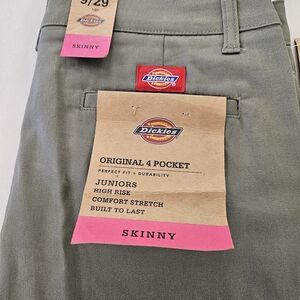 Dickies
9/29
SKINNY
Dickies
Dickies
ORIGINAL 4 POCKET
PERFECT FIT + DURABILITY
JUNIORS
HIGH RISE
COMFORT STRETCH
BUILT TO LAST
SKINNY